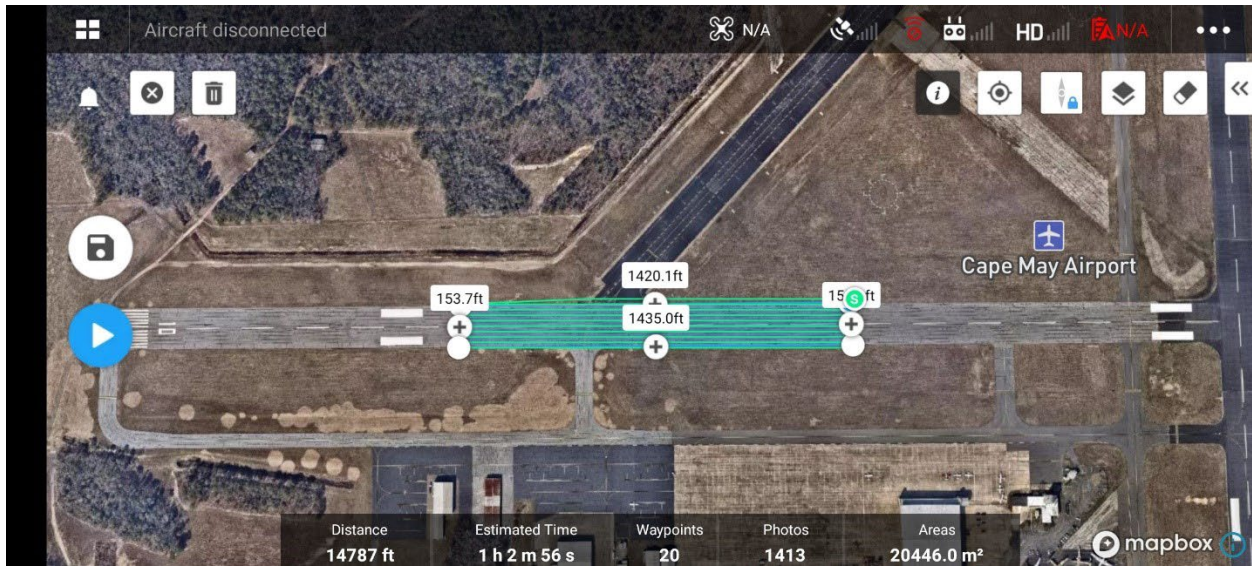 Aircraft disconnected
N/A
HD
N/A
Cape May Airport
1420.1ft
153.7ft
1435.0ft
S
Distance
Estimated Time
Waypoints
Photos
Areas
14787 ft
1 h 2 m 56 s
20
1413
20446.0 m²
mapbox